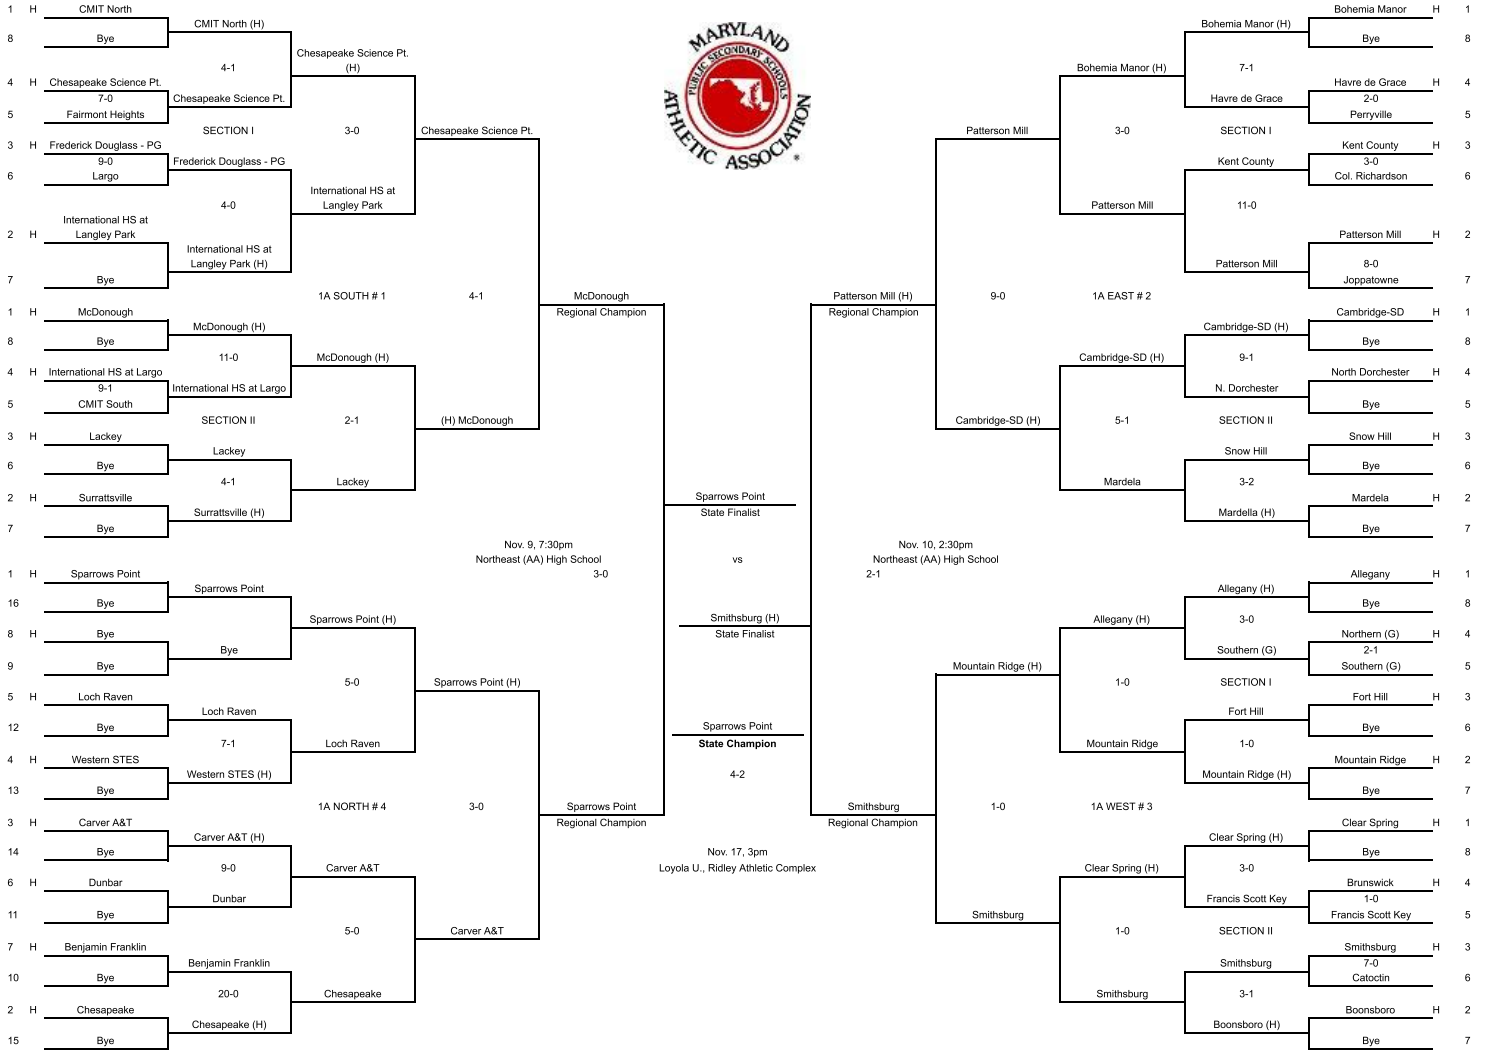 MARYLAND
PUBLIC SECONDARY SCHOOLS
ATHLETIC ASSOCIATION
®
1 H CMIT North
CMIT North (H)
8 Bye
Chesapeake Science Pt.
(H)
4-1
4 H Chesapeake Science Pt.
7-0
Chesapeake Science Pt.
5 Fairmont Heights
SECTION I
3-0
Chesapeake Science Pt.
3 H Frederick Douglass - PG
9-0
Frederick Douglass - PG
6 Largo
International HS at
Langley Park
4-0
International HS at
2 H Langley Park
International HS at
Langley Park (H)
7 Bye
1A SOUTH # 1
4-1
McDonough
Regional Champion
1 H McDonough
McDonough (H)
8 Bye
11-0
McDonough (H)
4 H International HS at Largo
9-1
International HS at Largo
5 CMIT South
SECTION II
2-1
(H) McDonough
3 H Lackey
Lackey
6 Bye
4-1
Lackey
2 H Surrattsville
Surrattsville (H)
7 Bye
Sparrows Point
State Finalist
Nov. 9, 7:30pm
Northeast (AA) High School
3-0
vs
1 H Sparrows Point
Sparrows Point
16 Bye
Sparrows Point (H)
8 H Bye
Bye
9 Bye
5-0
Sparrows Point (H)
5 H Loch Raven
Loch Raven
12 Bye
7-1
Loch Raven
4 H Western STES
Western STES (H)
13 Bye
1A NORTH # 4
3-0
Sparrows Point
Regional Champion
3 H Carver A&T
Carver A&T (H)
14 Bye
9-0
Carver A&T
6 H Dunbar
Dunbar
11 Bye
5-0
Carver A&T
7 H Benjamin Franklin
Benjamin Franklin
10 Bye
20-0
Chesapeake
2 H Chesapeake
Chesapeake (H)
15 Bye
Smithsburg (H)
State Finalist
Sparrows Point
State Champion
4-2
Nov. 17, 3pm
Loyola U., Ridley Athletic Complex
Bohemia Manor H 1
Bohemia Manor (H)
Bye 8
Bohemia Manor (H)
7-1
Havre de Grace H 4
2-0
Havre de Grace
Perryville 5
Patterson Mill
3-0
SECTION I
Kent County H 3
3-0
Kent County
Col. Richardson 6
Patterson Mill
11-0
Patterson Mill H 2
8-0
Patterson Mill
Joppatowne 7
Patterson Mill (H)
Regional Champion
9-0
1A EAST # 2
Cambridge-SD H 1
Cambridge-SD (H)
Bye 8
Cambridge-SD (H)
9-1
North Dorchester H 4
N. Dorchester
Bye 5
Cambridge-SD (H)
5-1
SECTION II
Snow Hill H 3
Snow Hill
Bye 6
Mardela
3-2
Mardela H 2
Mardella (H)
Bye 7
Nov. 10, 2:30pm
Northeast (AA) High School
2-1
Allegany H 1
Allegany (H)
Bye 8
Allegany (H)
3-0
Northern (G) H 4
2-1
Southern (G)
Southern (G) 5
Mountain Ridge (H)
1-0
SECTION I
Fort Hill H 3
Fort Hill
Bye 6
Mountain Ridge
1-0
Mountain Ridge H 2
Mountain Ridge (H)
Bye 7
Smithsburg
Regional Champion
1-0
1A WEST # 3
Clear Spring H 1
Clear Spring (H)
Bye 8
Clear Spring (H)
3-0
Brunswick H 4
1-0
Francis Scott Key
Francis Scott Key 5
Smithsburg
1-0
SECTION II
Smithsburg H 3
7-0
Smithsburg
Catoctin 6
Smithsburg
3-1
Boonsboro H 2
Boonsboro (H)
Bye 7